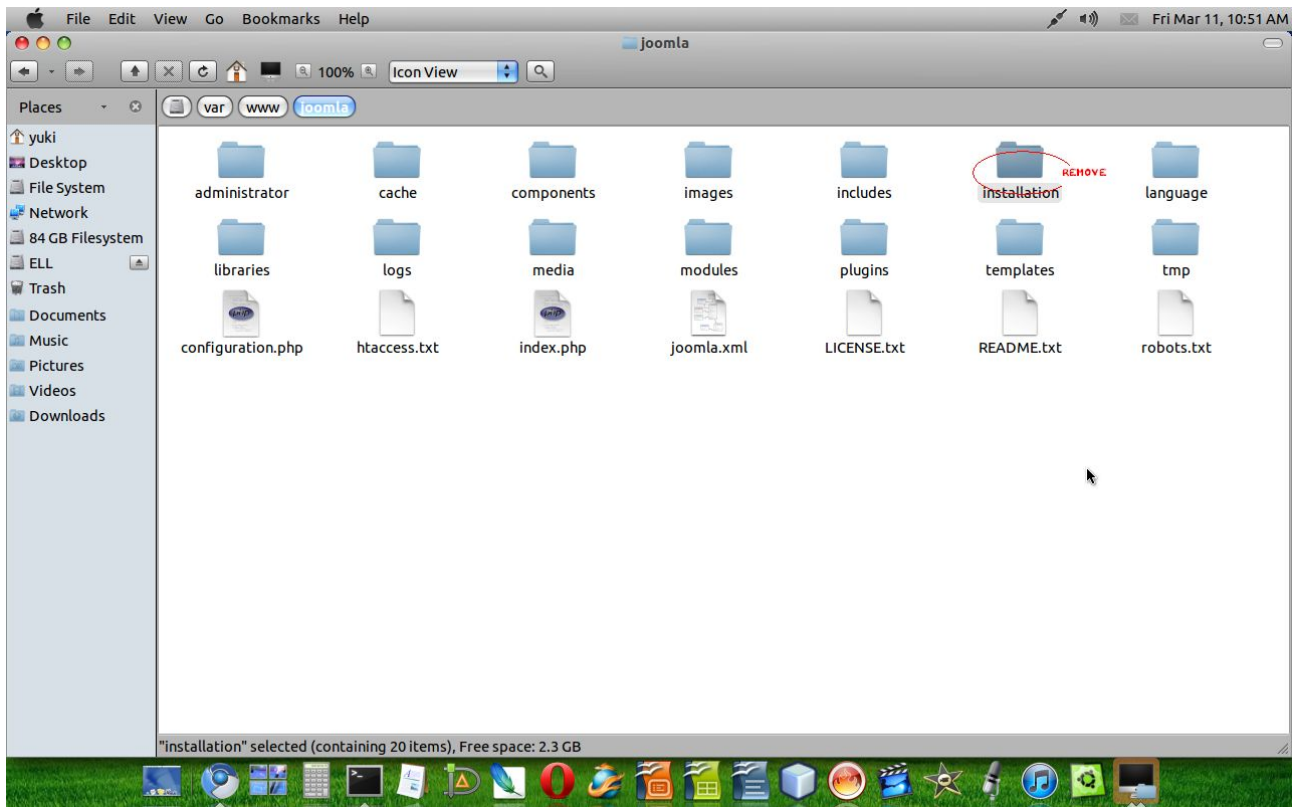 File Edit View Go Bookmarks Help Fri Mar 11, 10:51 AM
joomla
100% Icon View
Places var www joomla
yuki
Desktop
File System
Network
84 GB Filesystem
ELL
Trash
Documents
Music
Pictures
Videos
Downloads
REMOVE
administrator cache components images includes installation language
libraries logs media modules plugins templates tmp
php php
configuration.php htaccess.txt index.php joomla.xml LICENSE.txt README.txt robots.txt
"installation" selected (containing 20 items), Free space: 2.3 GB